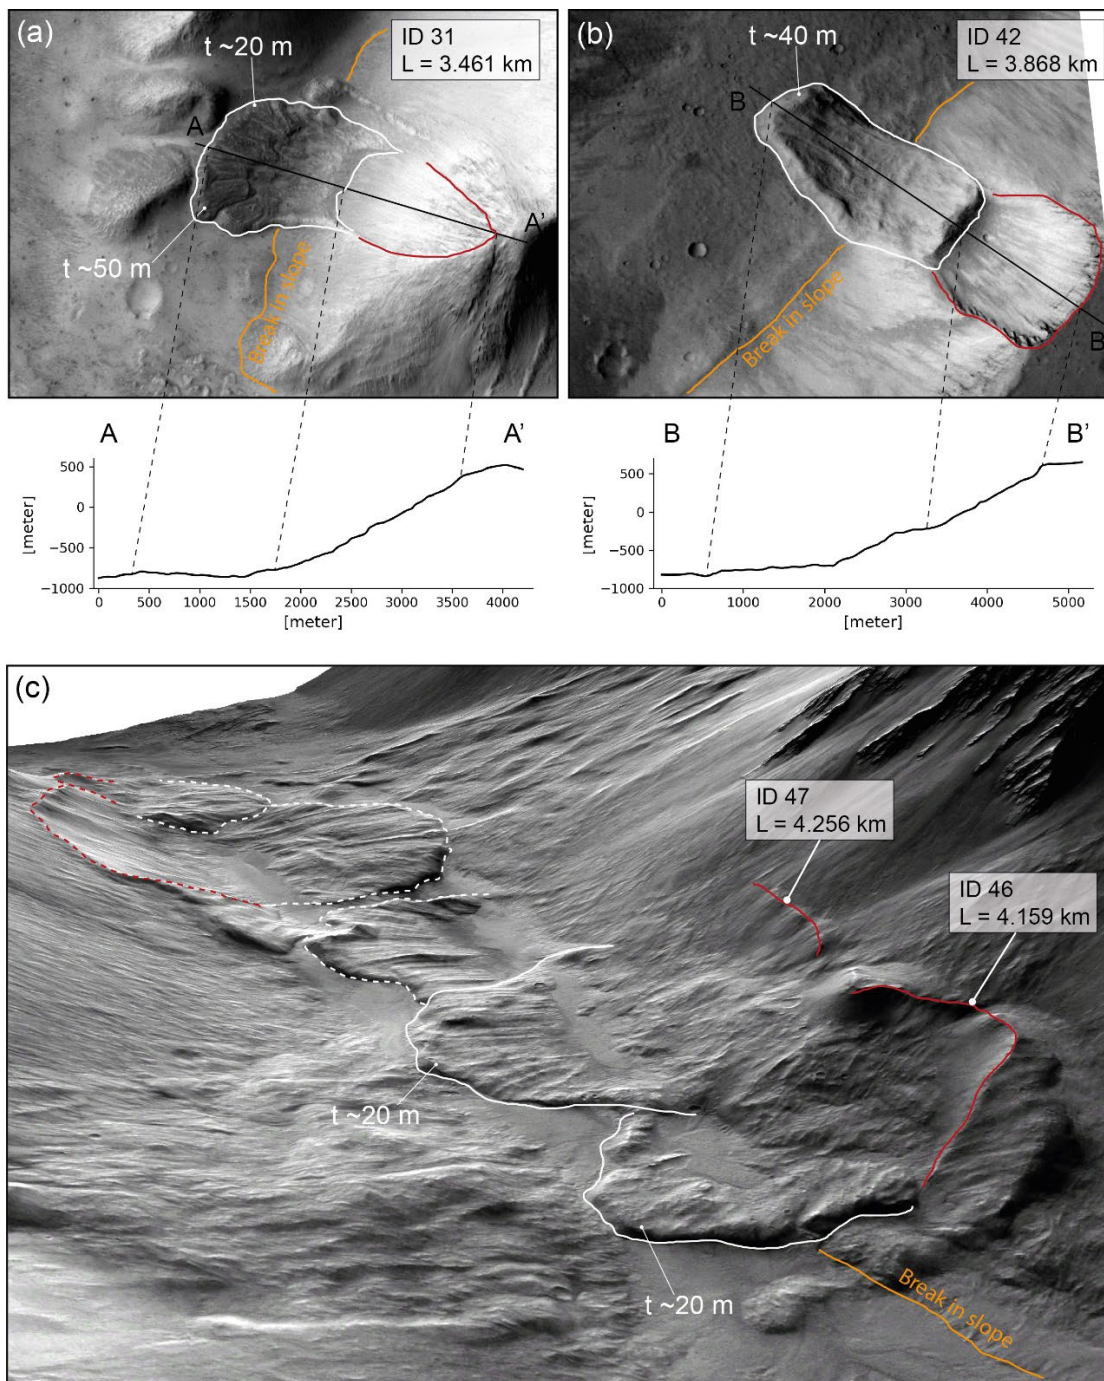 (a)
t ~20 m
ID 31
L = 3.461 km
A
A'
t ~50 m
Break in slope
(b)
t ~40 m
ID 42
L = 3.868 km
B
B'
Break in slope
A
A'
500
0
−500
−1000
[meter]
0 500 1000 1500 2000 2500 3000 3500 4000
[meter]
B
B'
500
0
−500
−1000
[meter]
0 1000 2000 3000 4000 5000
[meter]
(c)
ID 47
L = 4.256 km
ID 46
L = 4.159 km
t ~20 m
t ~20 m
Break in slope